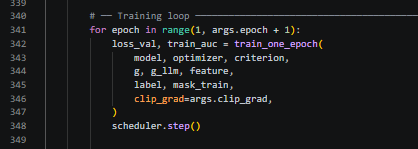 339
340 # — Training loop ————————————————————
341 for epoch in range(1, args.epoch + 1):
342 loss_val, train_auc = train_one_epoch(
343 model, optimizer, criterion,
344 g, g_llm, feature,
345 label, mask_train,
346 clip_grad=args.clip_grad,
347 )
348 scheduler.step()
349